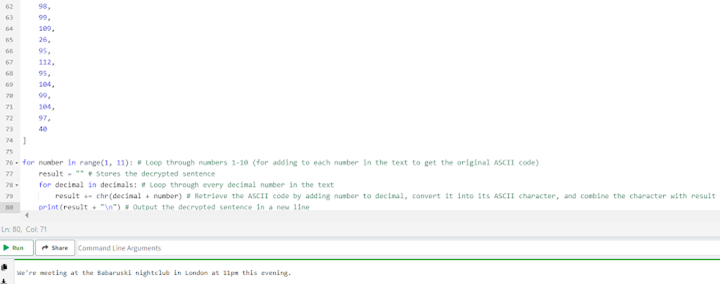 62 98,
63 99,
64 109,
65 26,
66 95,
67 112,
68 95,
69 104,
70 99,
71 104,
72 97,
73 40
74 ]
75
76 for number in range(1, 11): # Loop through numbers 1-10 (for adding to each number in the text to get the original ASCII code)
77 result = "" # Stores the decrypted sentence
78 for decimal in decimals: # Loop through every decimal number in the text
79 result += chr(decimal + number) # Retrieve the ASCII code by adding number to decimal, convert it into its ASCII character, and combine the character with result
80 print(result + "\n") # Output the decrypted sentence in a new line
Ln: 80, Col: 71
Run Share Command Line Arguments
We're meeting at the Babaruski nightclub in London at 11pm this evening.